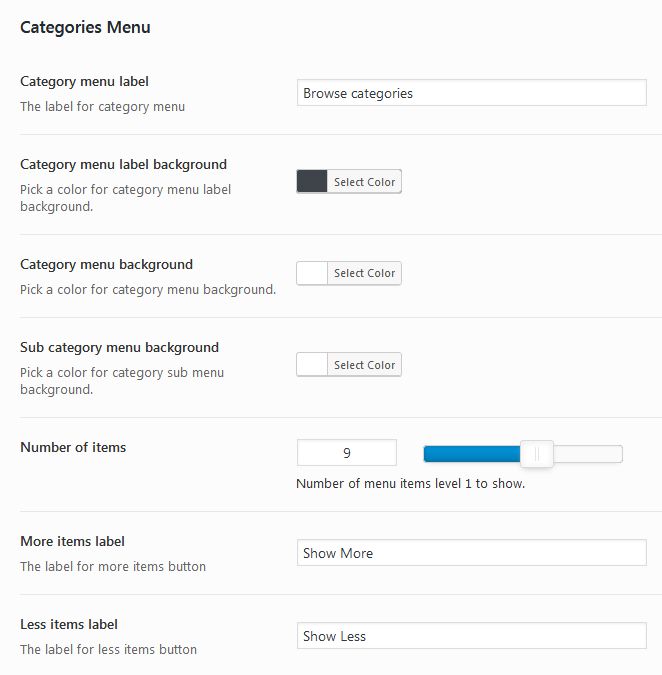 Categories Menu
Category menu label
The label for category menu
Browse categories
Category menu label background
Pick a color for category menu label
background.
Select Color
Category menu background
Pick a color for category menu background.
Select Color
Sub category menu background
Pick a color for category sub menu
background.
Select Color
Number of items
9
Number of menu items level 1 to show.
More items label
The label for more items button
Show More
Less items label
The label for less items button
Show Less